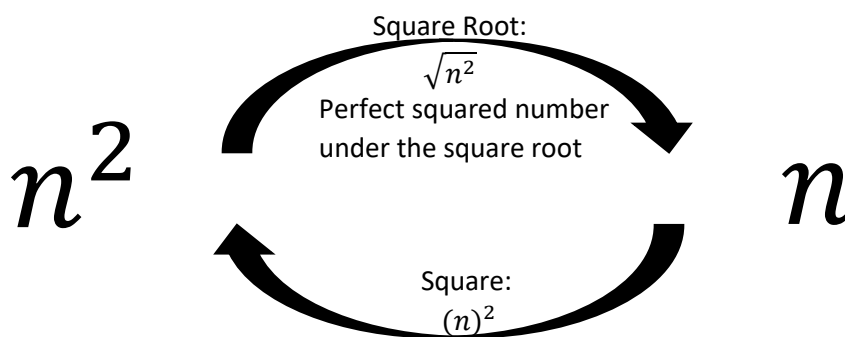 Square Root:
√n²
Perfect squared number
under the square root
n²
n
Square:
(n)²